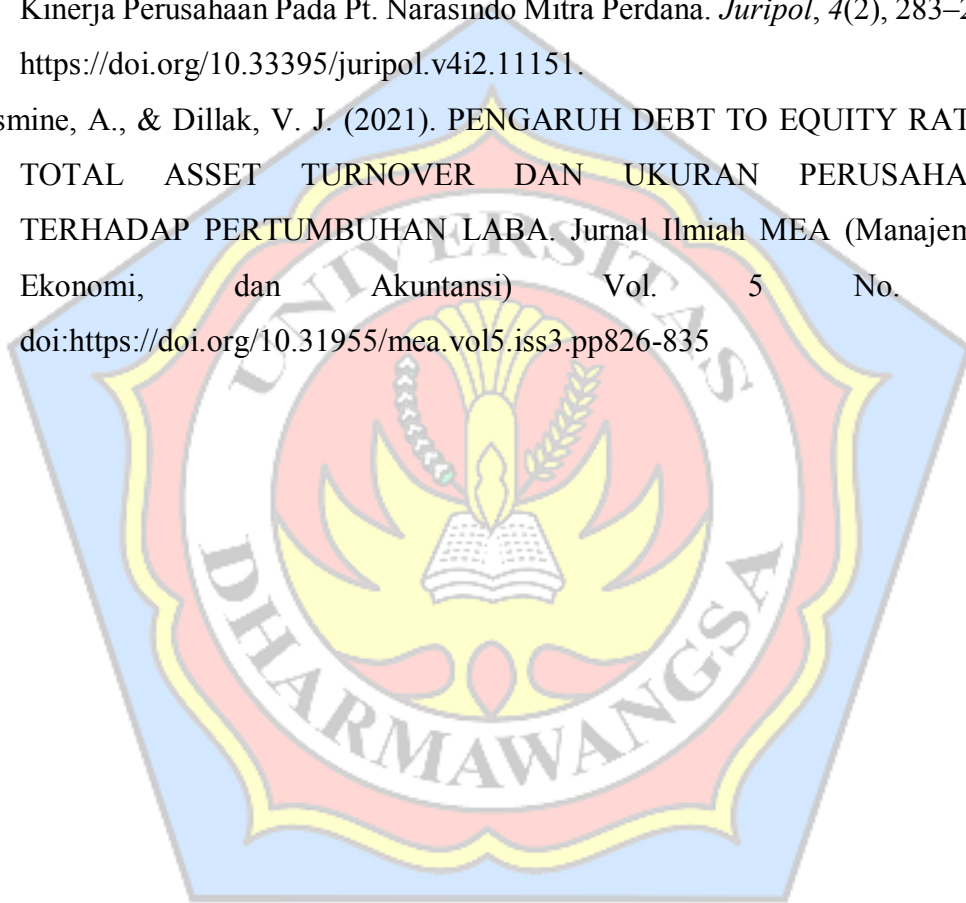 Kinerja Perusahaan Pada Pt. Narasindo Mitra Perdana. Juripol, 4(2), 283–2
https://doi.org/10.33395/juripol.v4i2.11151.
smine, A., & Dillak, V. J. (2021). PENGARUH DEBT TO EQUITY RAT
TOTAL ASSET TURNOVER DAN UKURAN PERUSAHA
TERHADAP PERTUMBUHAN LABA. Jurnal Ilmiah MEA (Manajem
Ekonomi, dan Akuntansi) Vol. 5 No.
doi:https://doi.org/10.31955/mea.vol5.iss3.pp826-835
UNIVERSITAS
DHARMAWANGSA